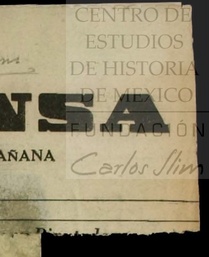 CENTRO DE
ESTUDIOS
DE HISTORIA
DE MEXICO
NSA
FUNDACIÓN
AÑANA
Carlos Slim